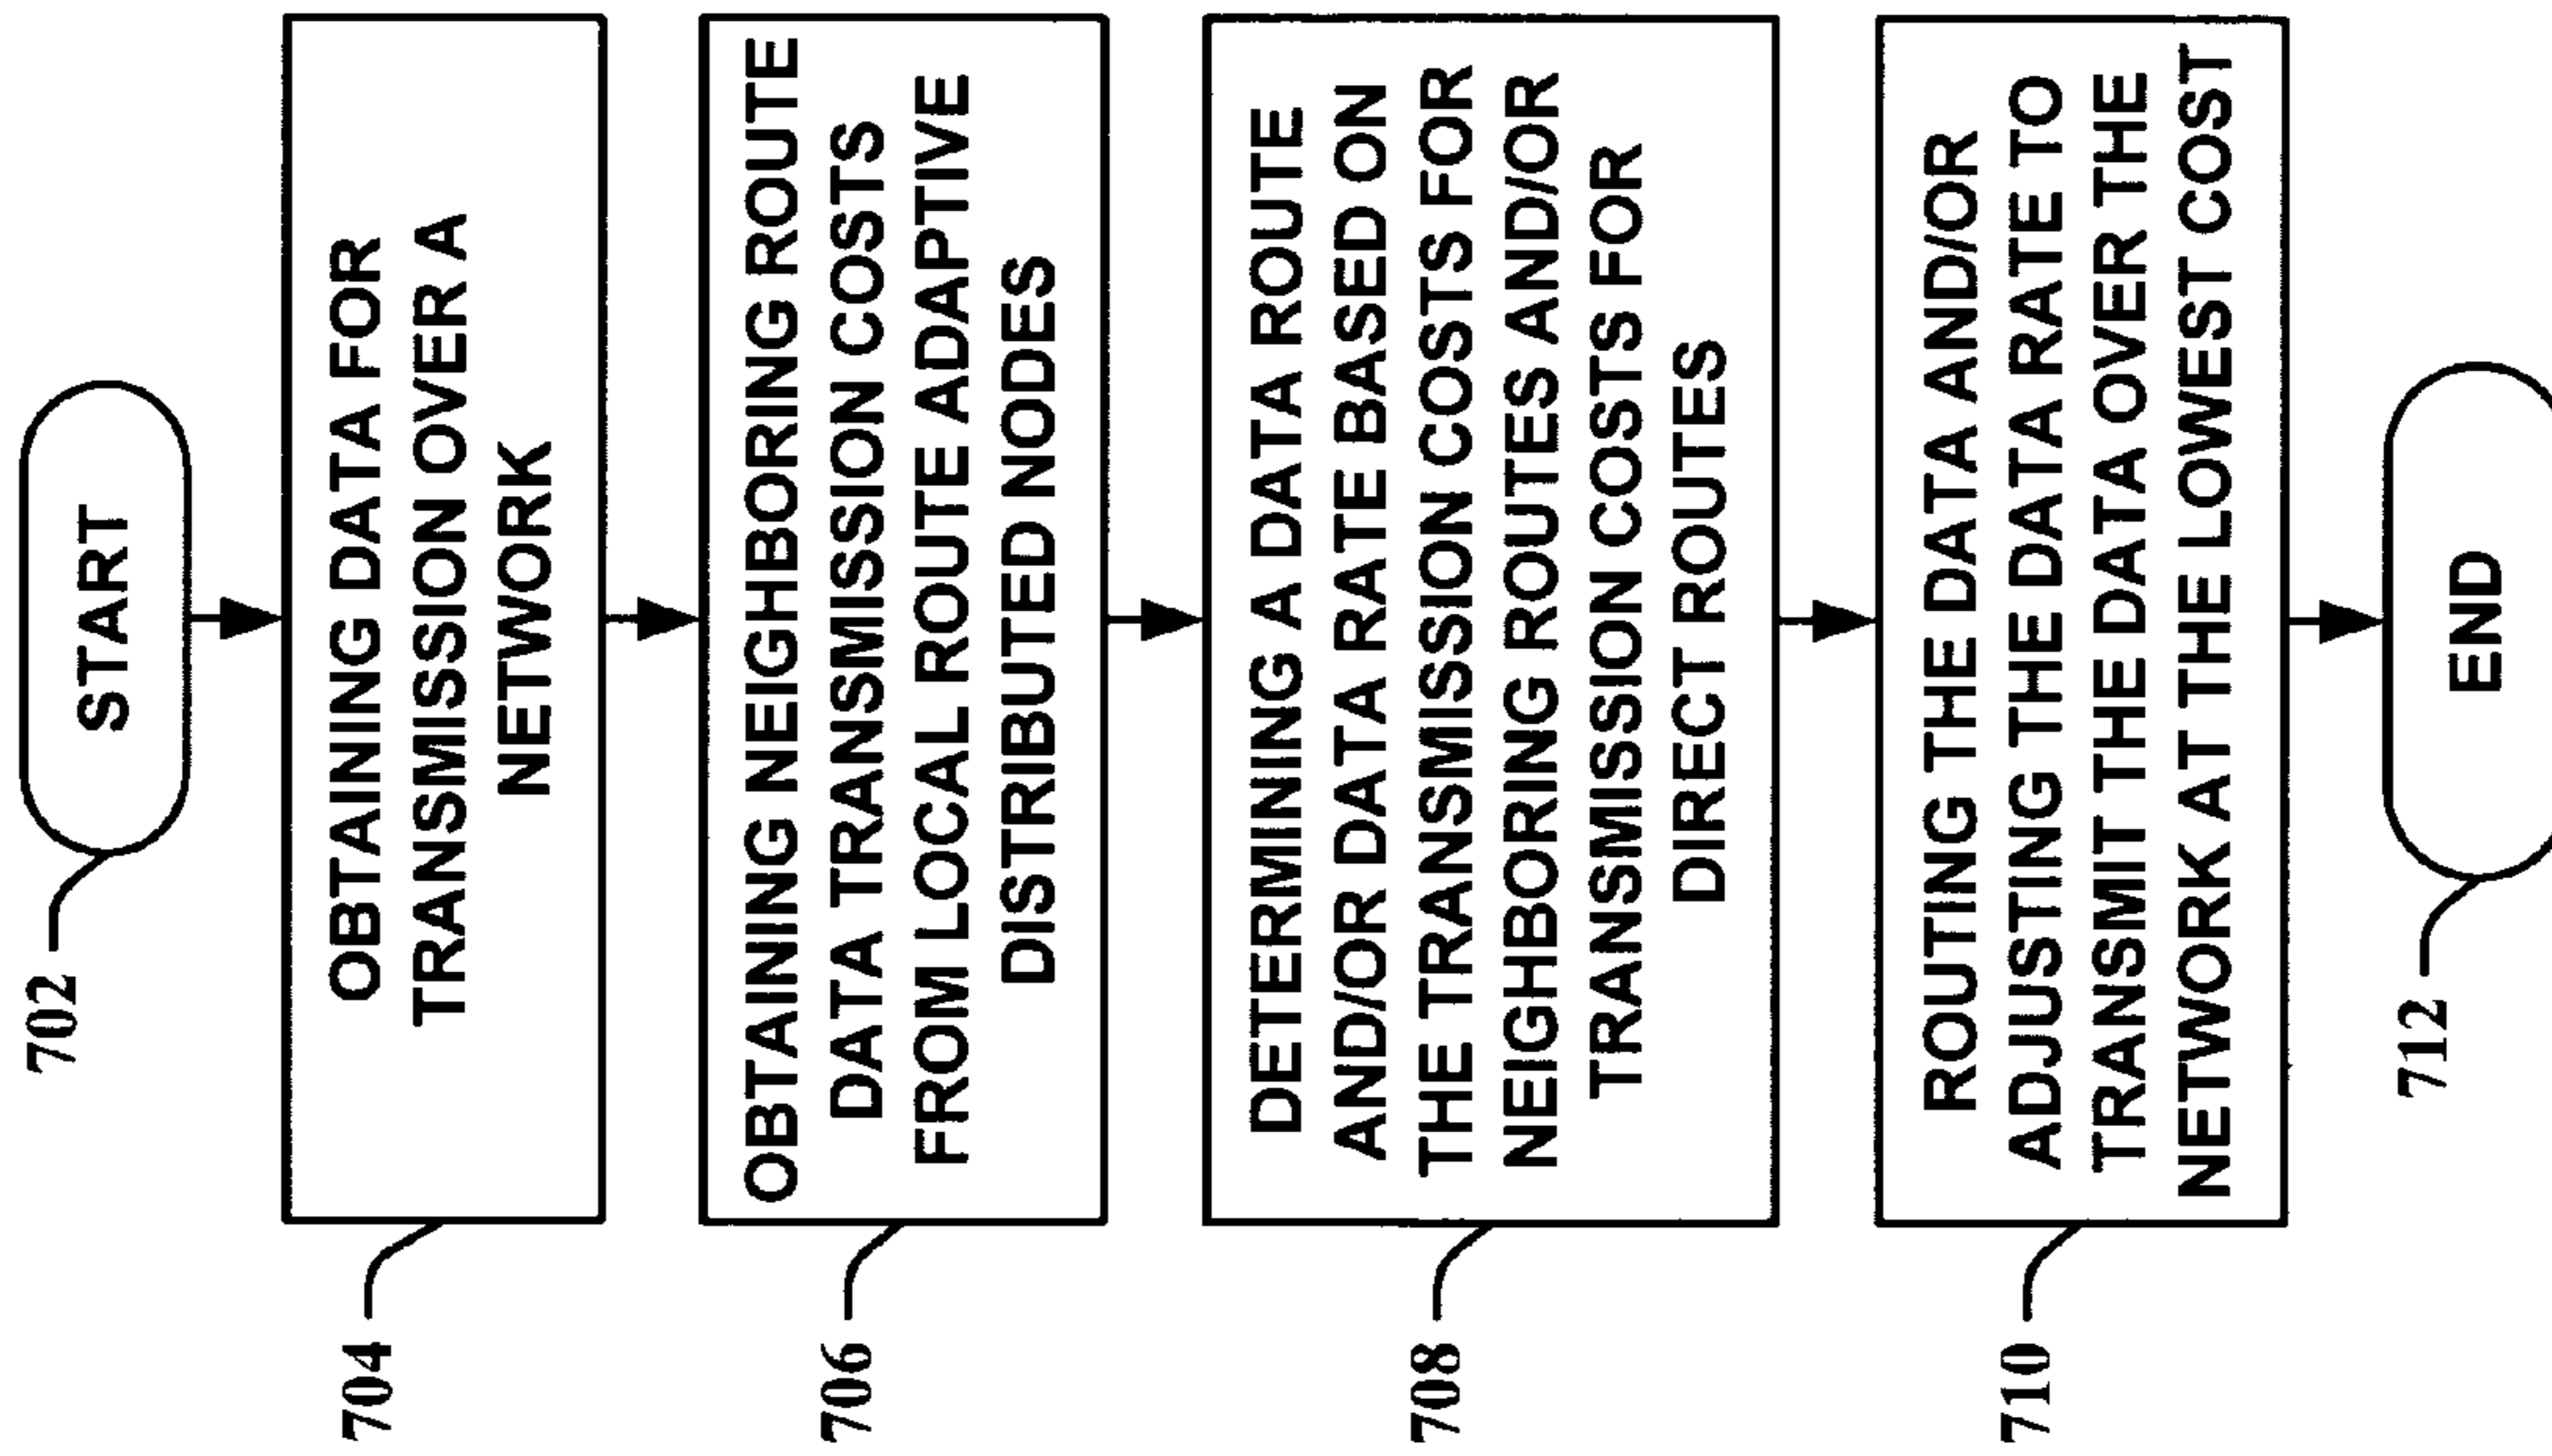 START
702
OBTAINING DATA FOR
TRANSMISSION OVER A
NETWORK
704
OBTAINING NEIGHBORING ROUTE
DATA TRANSMISSION COSTS
FROM LOCAL ROUTE ADAPTIVE
DISTRIBUTED NODES
706
DETERMINING A DATA ROUTE
AND/OR DATA RATE BASED ON
THE TRANSMISSION COSTS FOR
NEIGHBORING ROUTES AND/OR
TRANSMISSION COSTS FOR
DIRECT ROUTES
708
ROUTING THE DATA AND/OR
ADJUSTING THE DATA RATE TO
TRANSMIT THE DATA OVER THE
NETWORK AT THE LOWEST COST
710
END
712